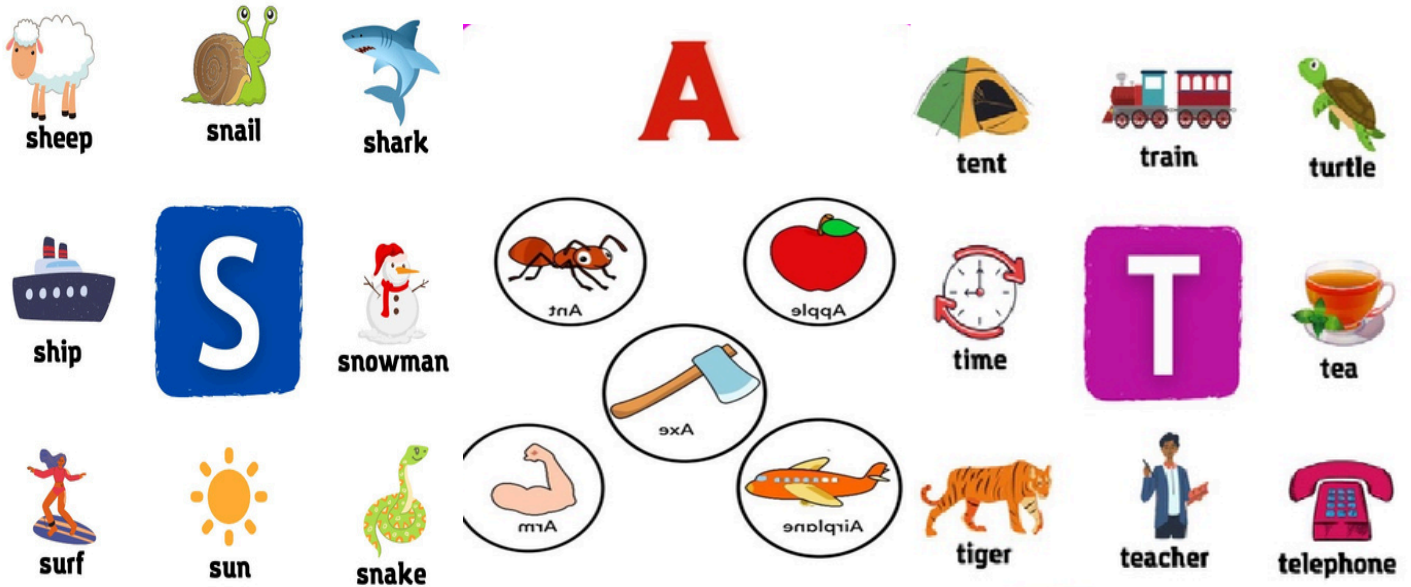 sheep snail shark
S
ship snowman
surf sun snake
A
Ant Apple
Axe
Arm Airplane
tent train turtle
T
time tea
tiger teacher telephone